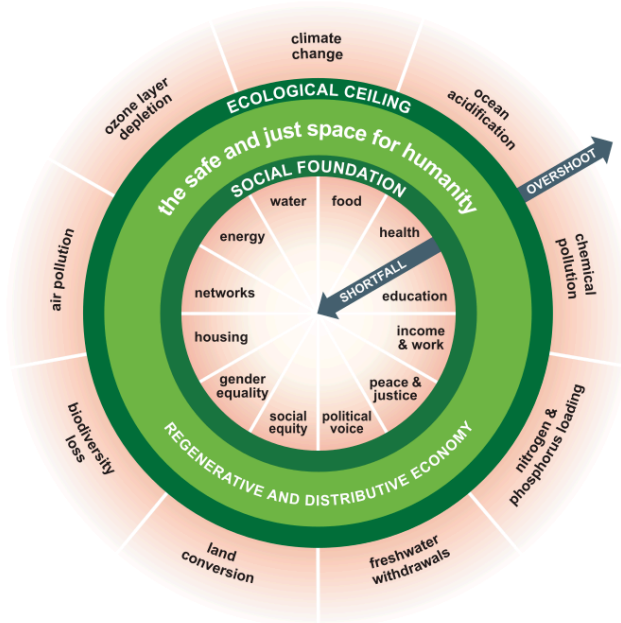 climate
change
ocean
acidification
chemical
pollution
nitrogen &
phosphorus loading
freshwater
withdrawals
land
conversion
biodiversity
loss
air pollution
ozone layer
depletion
OVERSHOOT
ECOLOGICAL CEILING
the safe and just space for humanity
SOCIAL FOUNDATION
water
food
health
SHORTFALL
education
income
& work
peace &
justice
political
voice
social
equity
gender
equality
housing
networks
energy
REGENERATIVE AND DISTRIBUTIVE ECONOMY